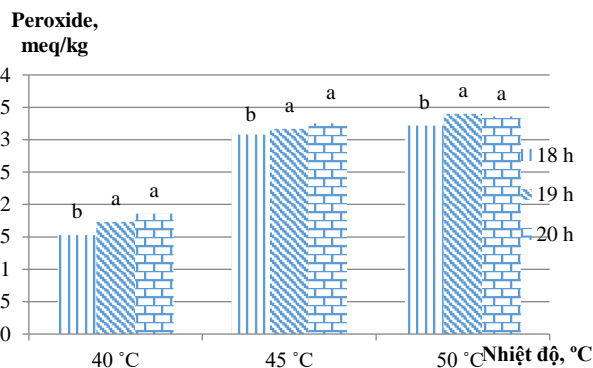 Peroxide,
meq/kg
4
5
3
5
2
5
1
5
0
b
a
a
b
a
a
b
a
a
18 h
19 h
20 h
40 ˚C
45 ˚C
50 ˚C
Nhiệt độ, ºC